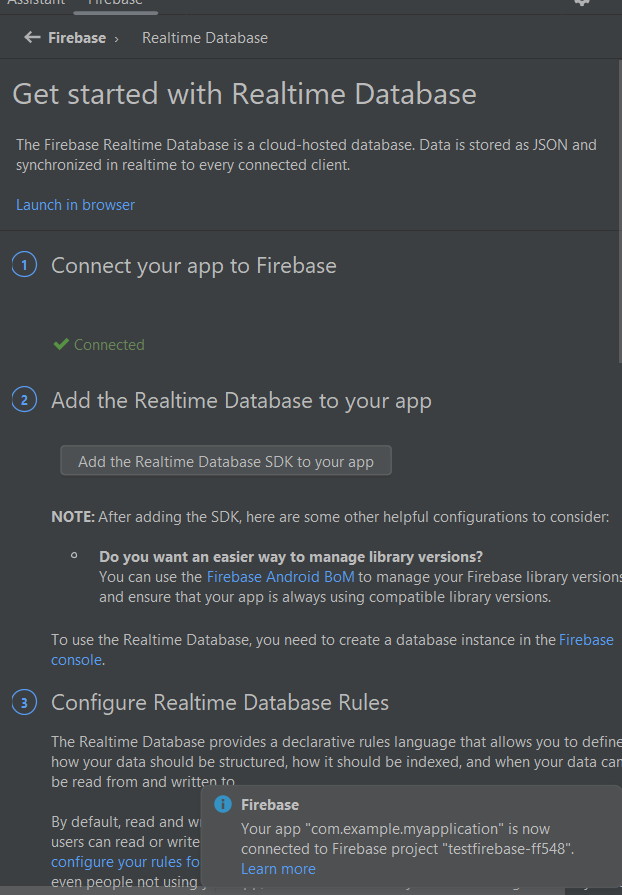 Assistant Firebase
Firebase › Realtime Database
Get started with Realtime Database
The Firebase Realtime Database is a cloud-hosted database. Data is stored as JSON and
synchronized in realtime to every connected client.
Launch in browser
1 Connect your app to Firebase
Connected
2 Add the Realtime Database to your app
Add the Realtime Database SDK to your app
NOTE: After adding the SDK, here are some other helpful configurations to consider:
Do you want an easier way to manage library versions?
You can use the Firebase Android BoM to manage your Firebase library versions
and ensure that your app is always using compatible library versions.
To use the Realtime Database, you need to create a database instance in the Firebase
console.
3 Configure Realtime Database Rules
The Realtime Database provides a declarative rules language that allows you to define
how your data should be structured, how it should be indexed, and when your data can
be read from and written to.
By default, read and
users can read or write
configure your rules
even people not using
Firebase
Your app "com.example.myapplication" is now
connected to Firebase project "testfirebase-ff548".
Learn more